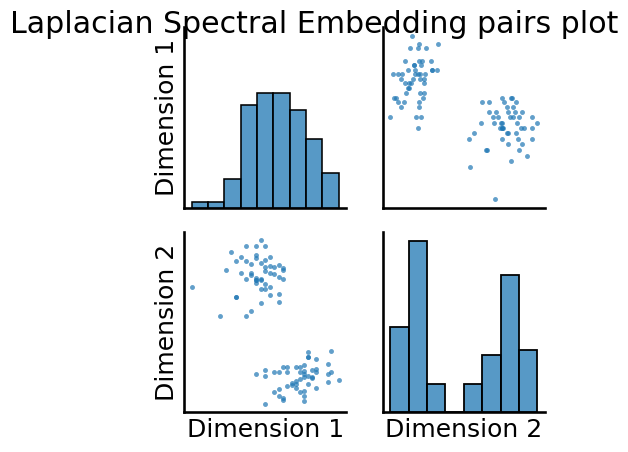 Laplacian Spectral Embedding pairs plot
Dimension 1
Dimension 2
Dimension 1
Dimension 2